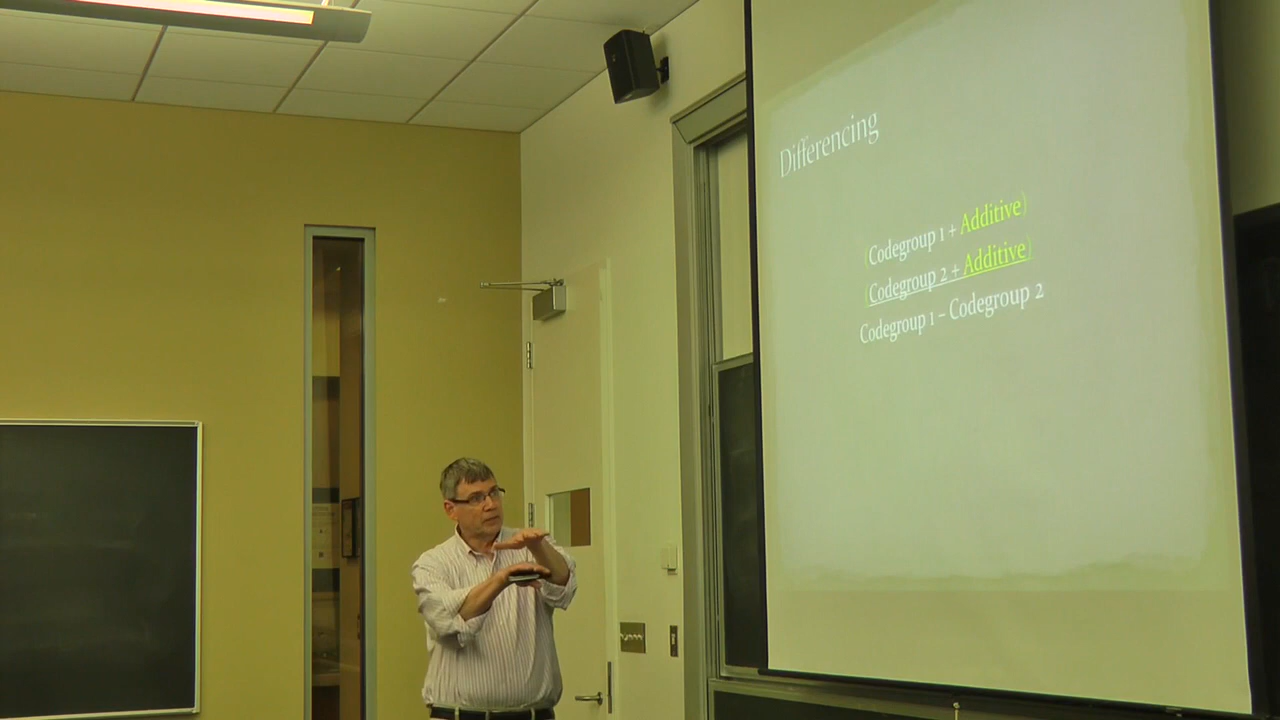 Differencing
(Codegroup 1 + Additive)
(Codegroup 2 + Additive)
Codegroup 1 – Codegroup 2